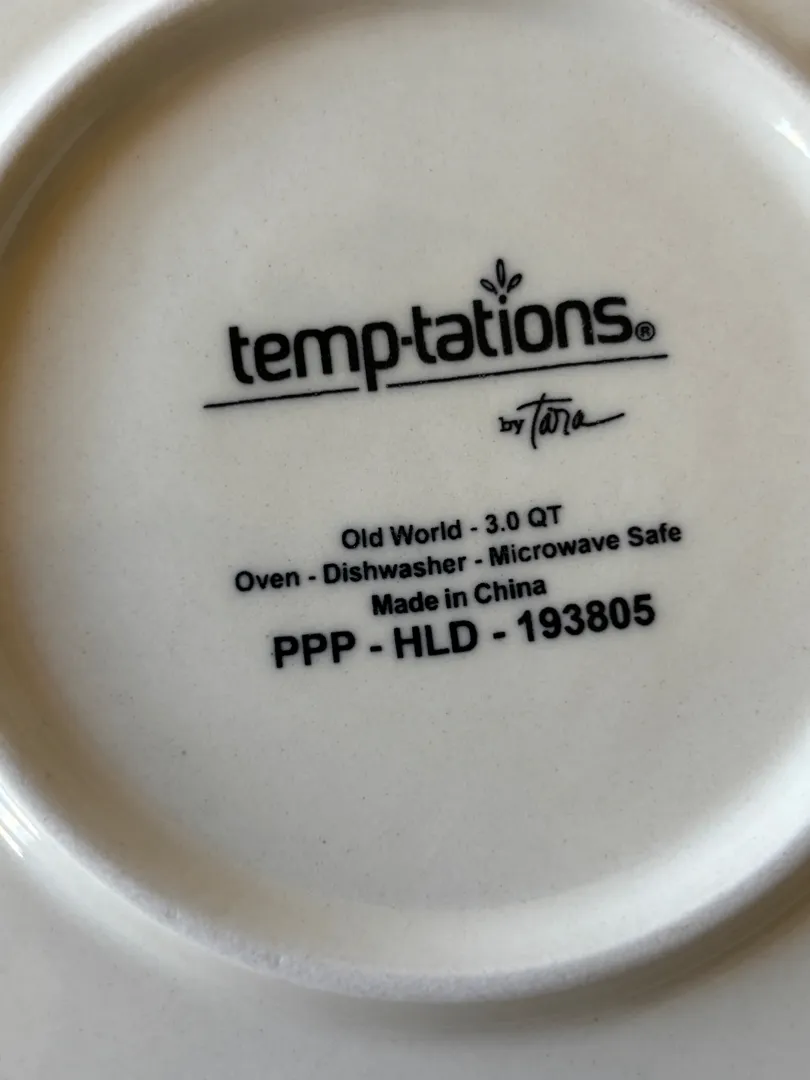 temp-tations®
by Tara
Old World - 3.0 QT
Oven - Dishwasher - Microwave Safe
Made in China
PPP - HLD - 193805